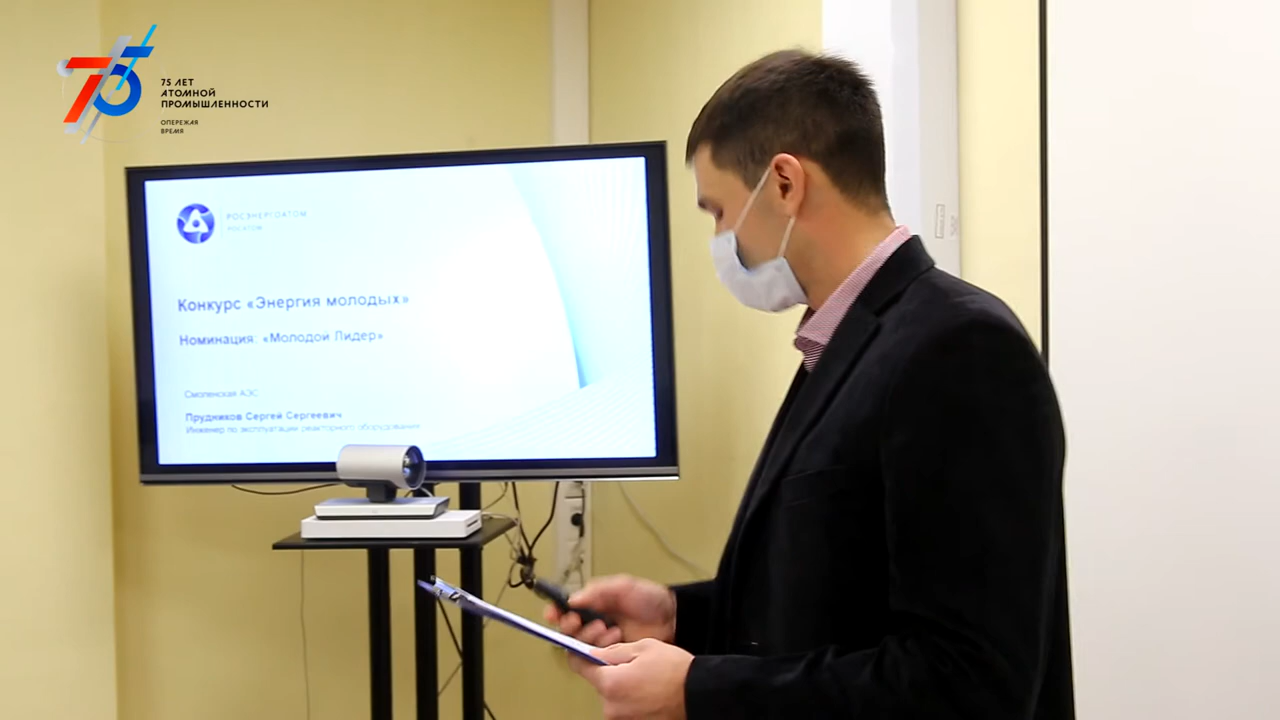 75
75 ЛЕТ
АТОМНОЙ
ПРОМЫШЛЕННОСТИ
ОПЕРЕЖАЯ
ВРЕМЯ
РОСЭНЕРГОАТОМ
РОСАТОМ
Конкурс «Энергия молодых»
Номинация: «Молодой Лидер»
Смоленская АЭС
Прудников Сергей Сергеевич
Инженер по эксплуатации реакторного оборудования